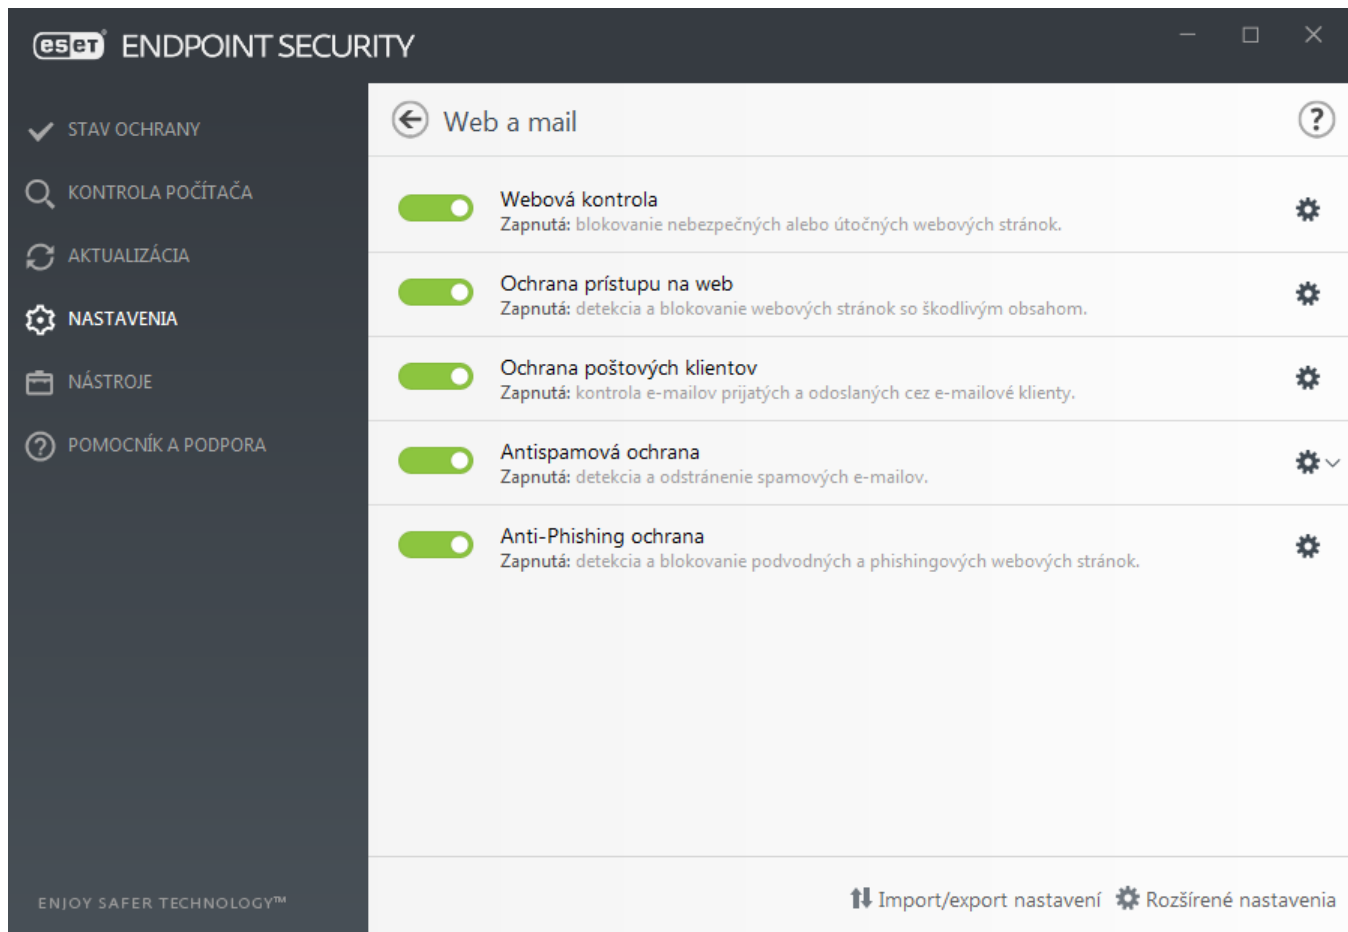 eset ENDPOINT SECURITY
STAV OCHRANY
KONTROLA POČÍTAČA
AKTUALIZÁCIA
NASTAVENIA
NÁSTROJE
POMOCNÍK A PODPORA
ENJOY SAFER TECHNOLOGY™
Web a mail
?
Webová kontrola
Zapnutá: blokovanie nebezpečných alebo útočných webových stránok.
Ochrana prístupu na web
Zapnutá: detekcia a blokovanie webových stránok so škodlivým obsahom.
Ochrana poštových klientov
Zapnutá: kontrola e-mailov prijatých a odoslaných cez e-mailové klienty.
Antispamová ochrana
Zapnutá: detekcia a odstránenie spamových e-mailov.
Anti-Phishing ochrana
Zapnutá: detekcia a blokovanie podvodných a phishingových webových stránok.
Import/export nastavení Rozšírené nastavenia